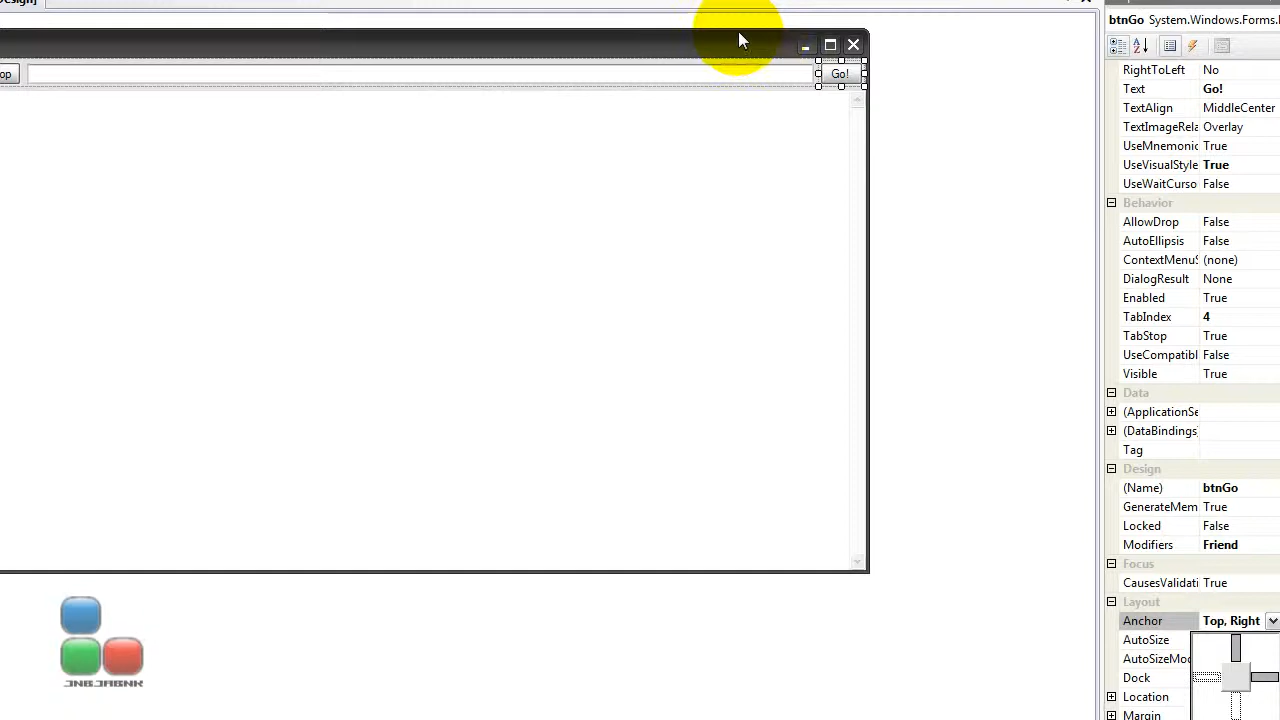 Design]
btnGo System.Windows.Forms.
op
Go!
RightToLeft No
Text Go!
TextAlign MiddleCenter
TextImageRela Overlay
UseMnemonic True
UseVisualStyle True
UseWaitCurso False
Behavior
AllowDrop False
AutoEllipsis False
ContextMenuS (none)
DialogResult None
Enabled True
TabIndex 4
TabStop True
UseCompatibl False
Visible True
Data
(ApplicationSe
(DataBindings)
Tag
Design
(Name) btnGo
GenerateMem True
Locked False
Modifiers Friend
Focus
CausesValidati True
Layout
Anchor Top, Right
AutoSize
AutoSizeMo
Dock
Location
Margin